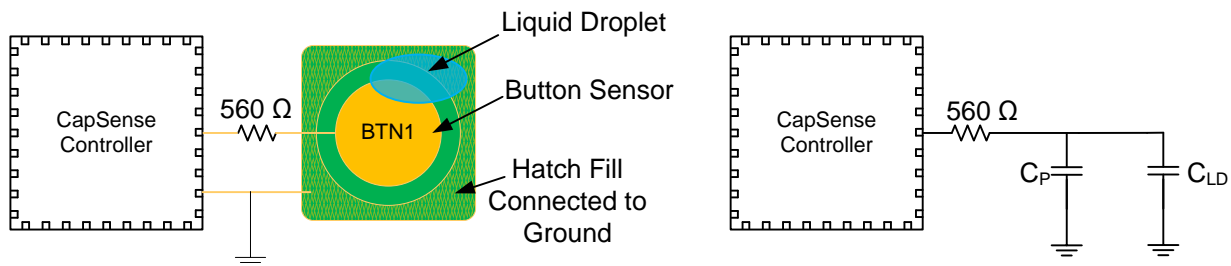 Liquid Droplet
CapSense
Controller
560 Ω
BTN1
Button Sensor
Hatch Fill
Connected to
Ground
CapSense
Controller
560 Ω
CP
CLD